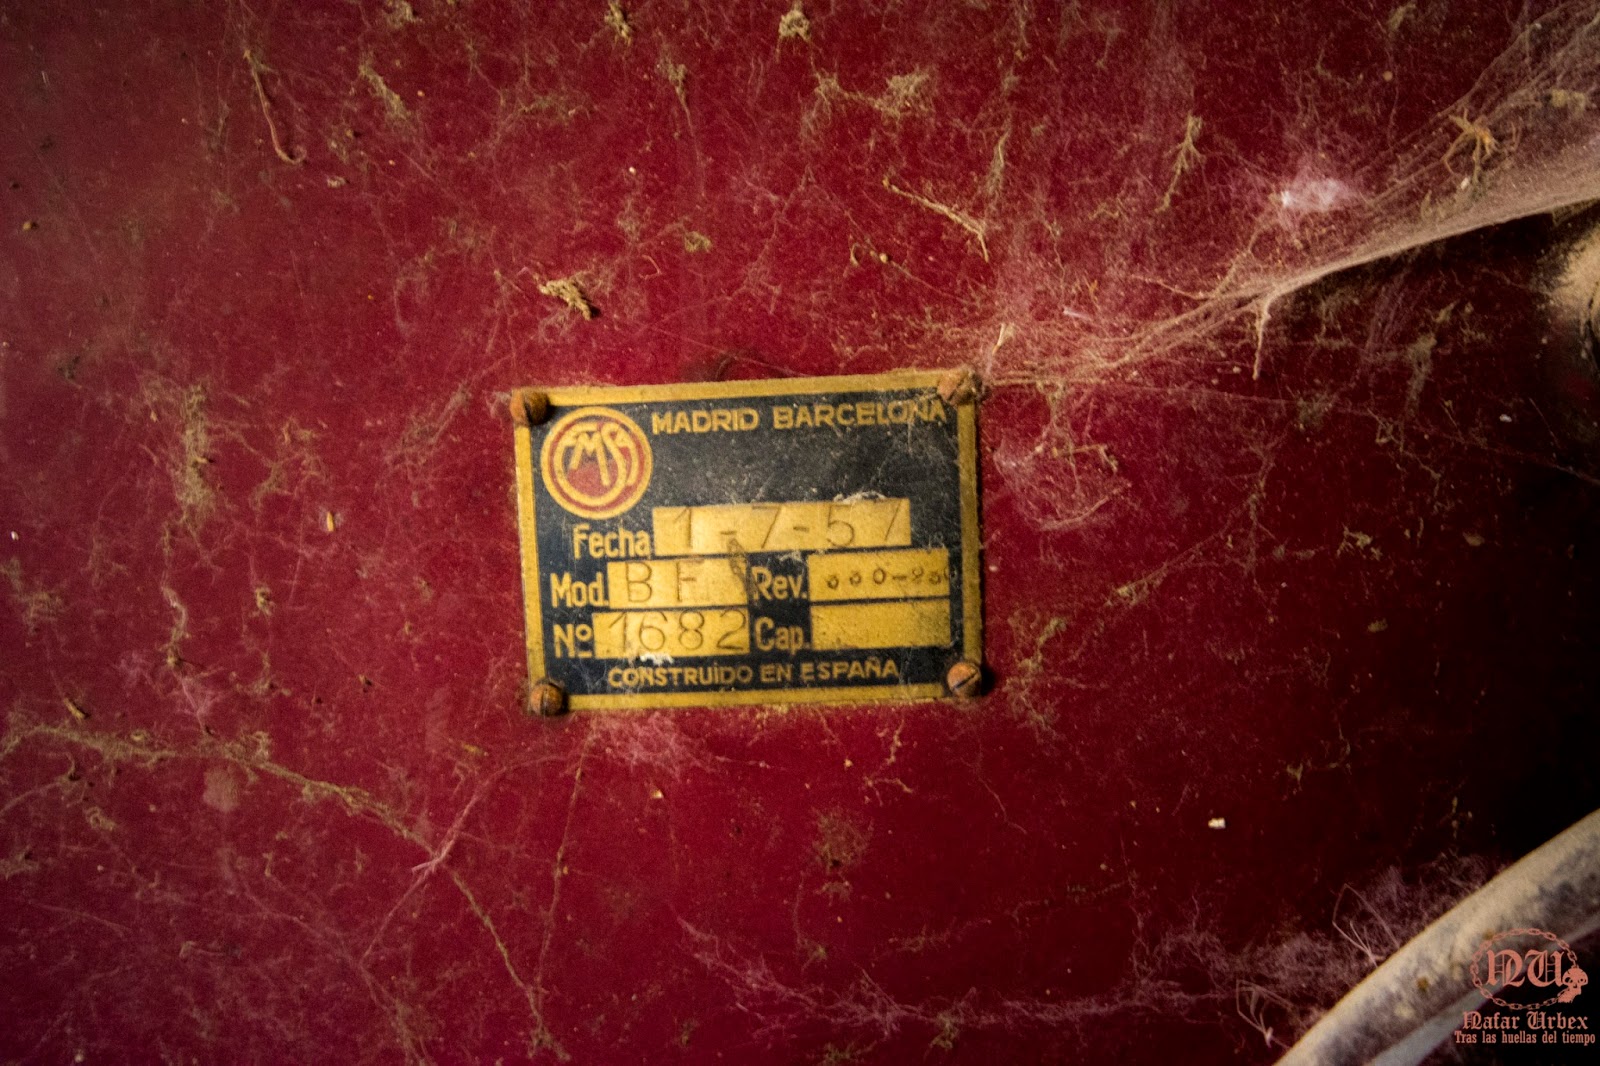 MADRID BARCELONA
Fecha 1-7-57
Mod. BF Rev.
Nº 1682 Cap.
CONSTRUIDO EN ESPAÑA
NU
Nafar Urbex
Tras las huellas del tiempo